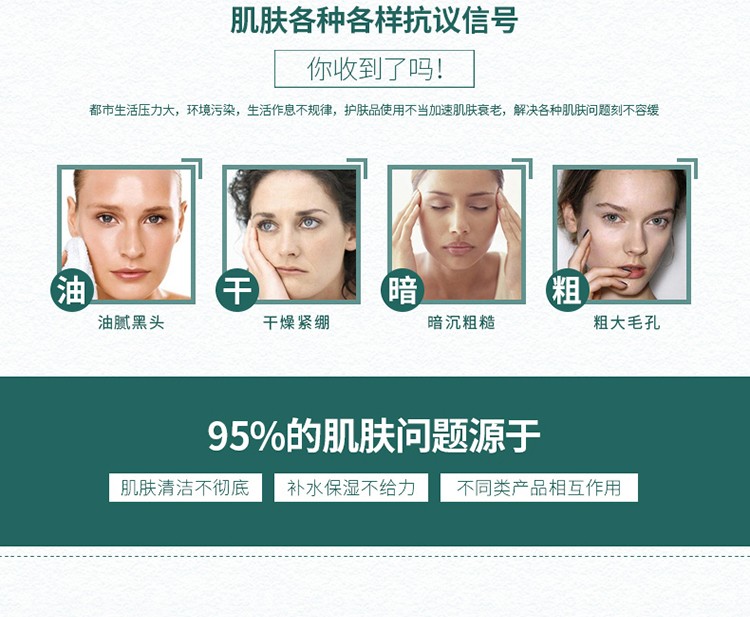 肌肤各种各样抗议信号
你收到了吗!
都市生活压力大，环境污染，生活作息不规律，护肤品使用不当加速肌肤衰老，解决各种肌肤问题刻不容缓
油 干 暗 粗
油腻黑头 干燥紧绷 暗沉粗糙 粗大毛孔
95%的肌肤问题源于
肌肤清洁不彻底 补水保湿不给力 不同类产品相互作用